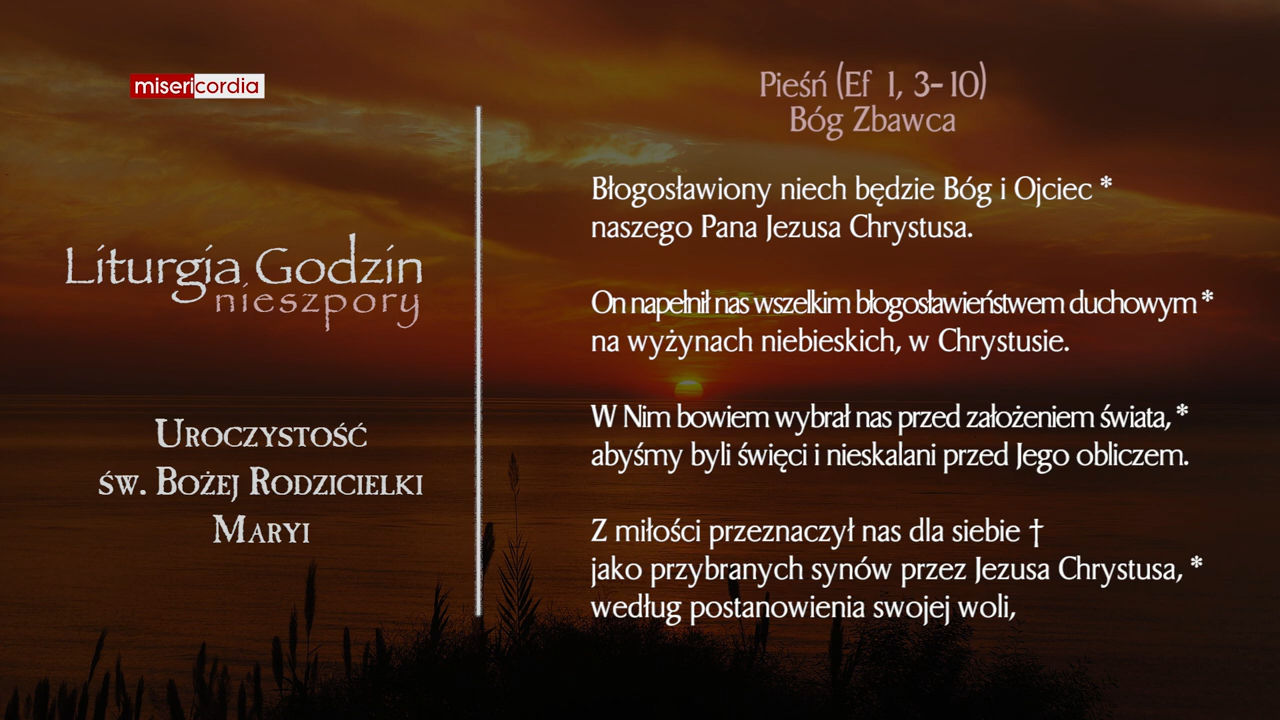 misericordia
Liturgia Godzin
nieszpory
Uroczystość
św. Bożej Rodzicielki
Maryi
Pieśń (Ef 1, 3-10)
Bóg Zbawca
Błogosławiony niech będzie Bóg i Ojciec *
naszego Pana Jezusa Chrystusa.
On napełnił nas wszelkim błogosławieństwem duchowym *
na wyżynach niebieskich, w Chrystusie.
W Nim bowiem wybrał nas przed założeniem świata, *
abyśmy byli święci i nieskalani przed Jego obliczem.
Z miłości przeznaczył nas dla siebie †
jako przybranych synów przez Jezusa Chrystusa, *
według postanowienia swojej woli,